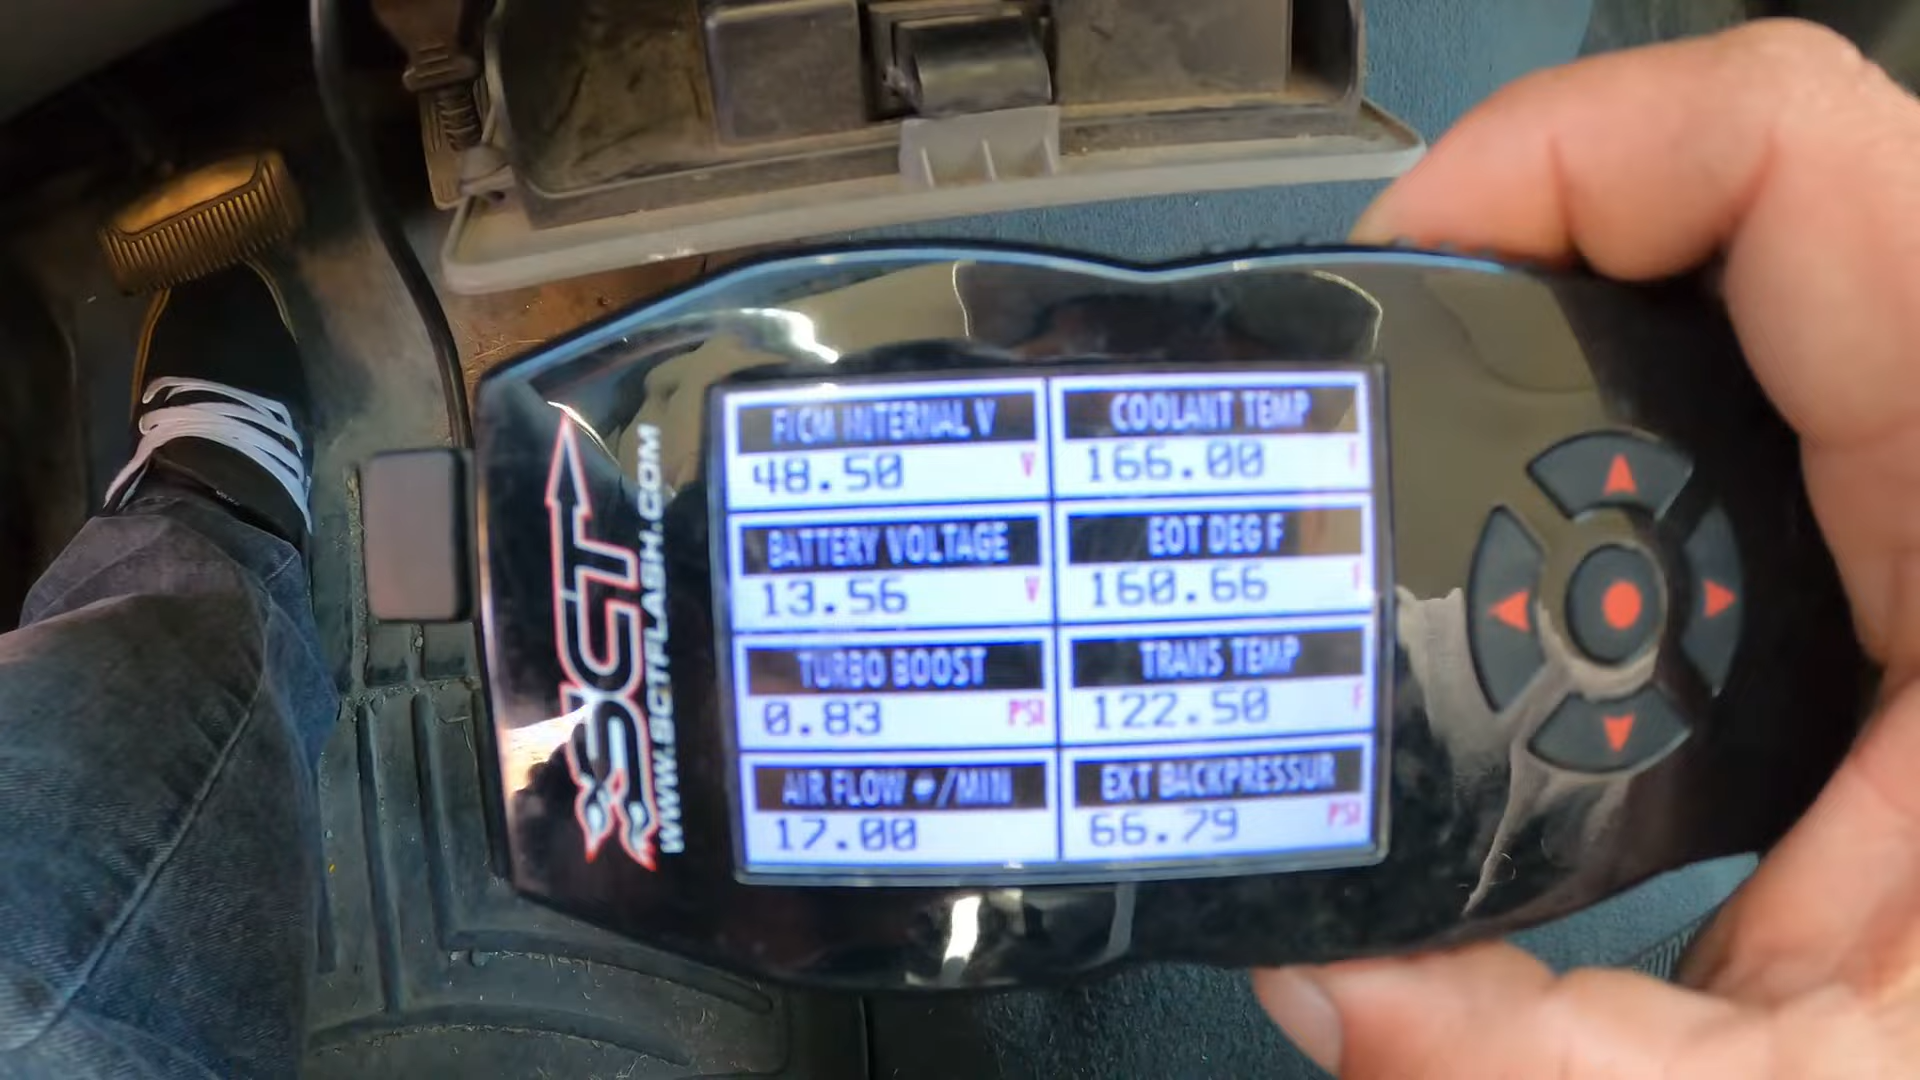 SCT
WWW.SCTFLASH.COM
FICM INTERNAL V
48.50 V
COOLANT TEMP
166.00 F
BATTERY VOLTAGE
13.56 V
EOT DEG F
160.66 F
TURBO BOOST
0.83 PSI
TRANS TEMP
122.50 F
AIR FLOW #/MIN
17.00
EXT BACKPRESSUR
66.79 PSI